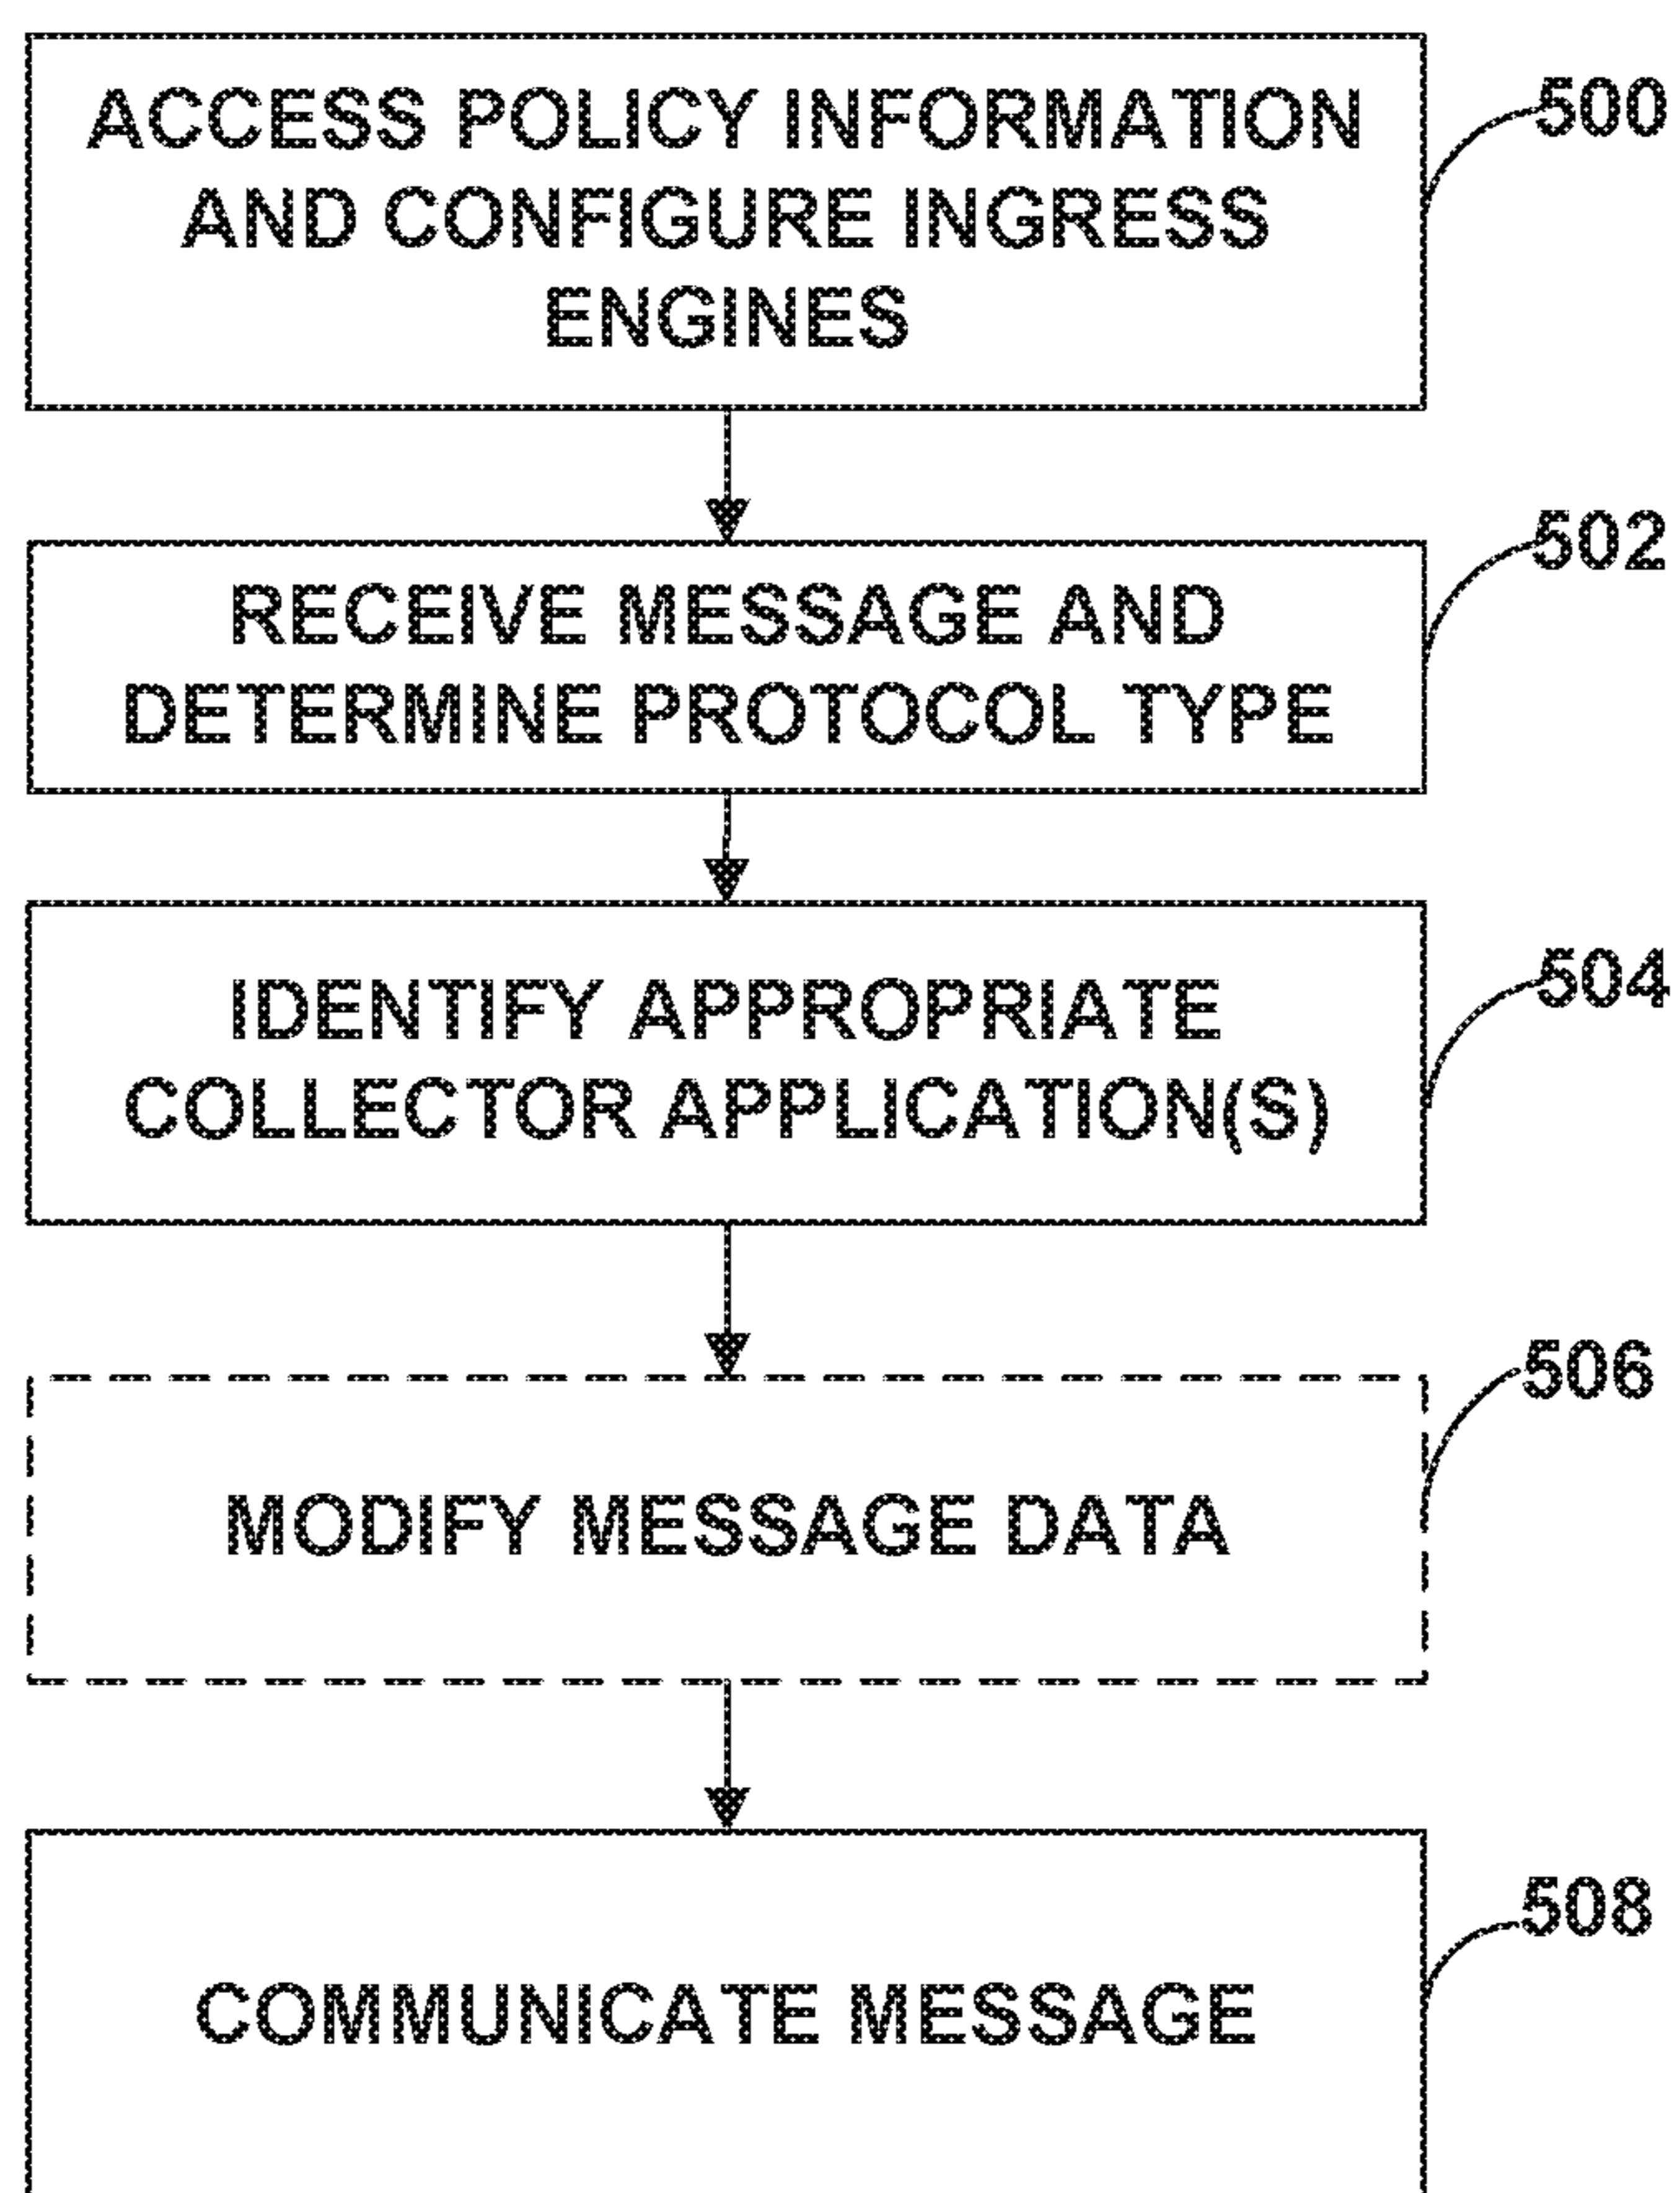 ACCESS POLICY INFORMATION
AND CONFIGURE INGRESS
ENGINES
500
RECEIVE MESSAGE AND
DETERMINE PROTOCOL TYPE
502
IDENTIFY APPROPRIATE
COLLECTOR APPLICATION(S)
504
MODIFY MESSAGE DATA
506
COMMUNICATE MESSAGE
508